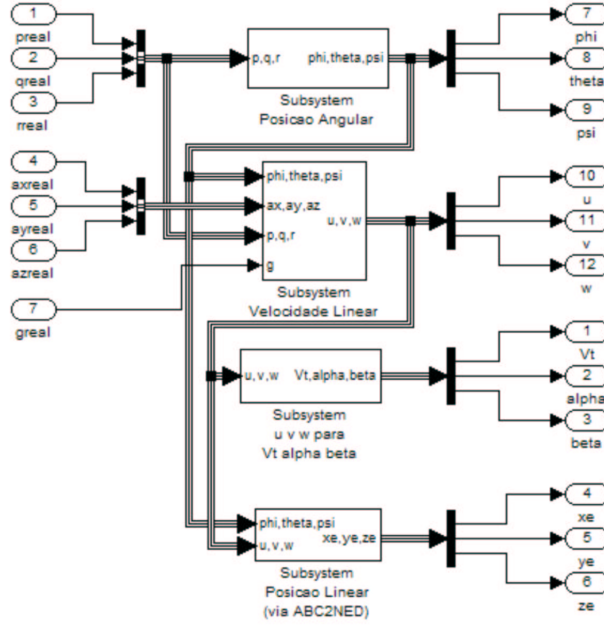 1
preal
2
qreal
3
rreal
p,q,r
phi,theta,psi
Subsystem
Posicao Angular
7
phi
8
theta
9
psi
4
axreal
5
ayreal
6
azreal
7
greal
phi,theta,psi
ax,ay,az
u,v,w
p,q,r
g
Subsystem
Velocidade Linear
10
u
11
v
12
w
u,v,w
Vt,alpha,beta
Subsystem
u v w para
Vt alpha beta
1
Vt
2
alpha
3
beta
phi,theta,psi
xe,ye,ze
u,v,w
Subsystem
Posicao Linear
(via ABC2NED)
4
xe
5
ye
6
ze